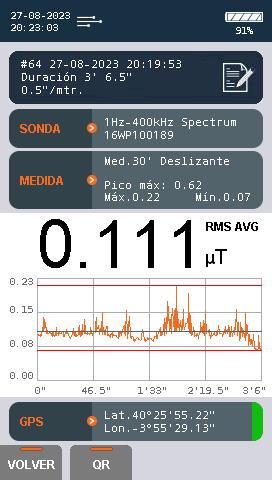 27-08-2023
20:23:03
91%
#64 27-08-2023 20:19:53
Duración 3' 6.5"
0.5"/mtr.
SONDA
1Hz-400kHz Spectrum
16WP100189
MEDIDA
Med.30' Deslizante
Pico máx: 0.62
Máx.0.22 Mín.0.07
0.111
RMS AVG
µT
0.23
0.15
0.08
0.00
0" 46.5" 1'33" 2'19.5" 3'6"
GPS
Lat.40°25'55.22"
Lon.-3°55'29.13"
VOLVER QR